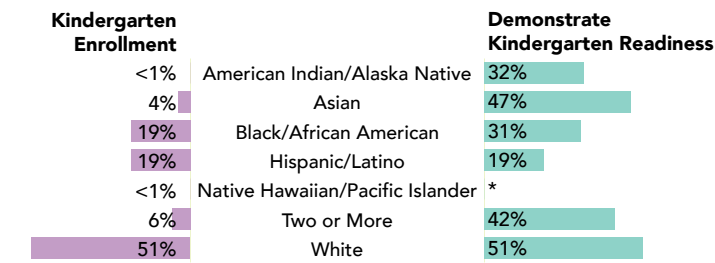 Kindergarten
Enrollment
Demonstrate
Kindergarten Readiness
<1% American Indian/Alaska Native 32%
4% Asian 47%
19% Black/African American 31%
19% Hispanic/Latino 19%
<1% Native Hawaiian/Pacific Islander *
6% Two or More 42%
51% White 51%